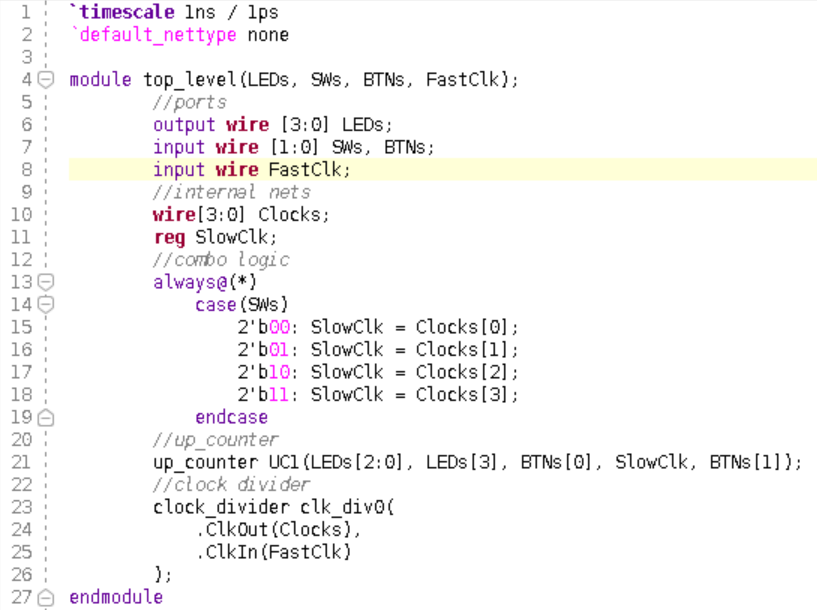 1 `timescale 1ns / 1ps
2 `default_nettype none
3
4 module top_level(LEDs, SWs, BTNs, FastClk);
5 //ports
6 output wire [3:0] LEDs;
7 input wire [1:0] SWs, BTNs;
8 input wire FastClk;
9 //internal nets
10 wire[3:0] Clocks;
11 reg SlowClk;
12 //combo logic
13 always@(*)
14 case(SWs)
15 2'b00: SlowClk = Clocks[0];
16 2'b01: SlowClk = Clocks[1];
17 2'b10: SlowClk = Clocks[2];
18 2'b11: SlowClk = Clocks[3];
19 endcase
20 //up_counter
21 up_counter UC1(LEDs[2:0], LEDs[3], BTNs[0], SlowClk, BTNs[1]);
22 //clock divider
23 clock_divider clk_div0(
24 .ClkOut(Clocks),
25 .ClkIn(FastClk)
26 );
27 endmodule